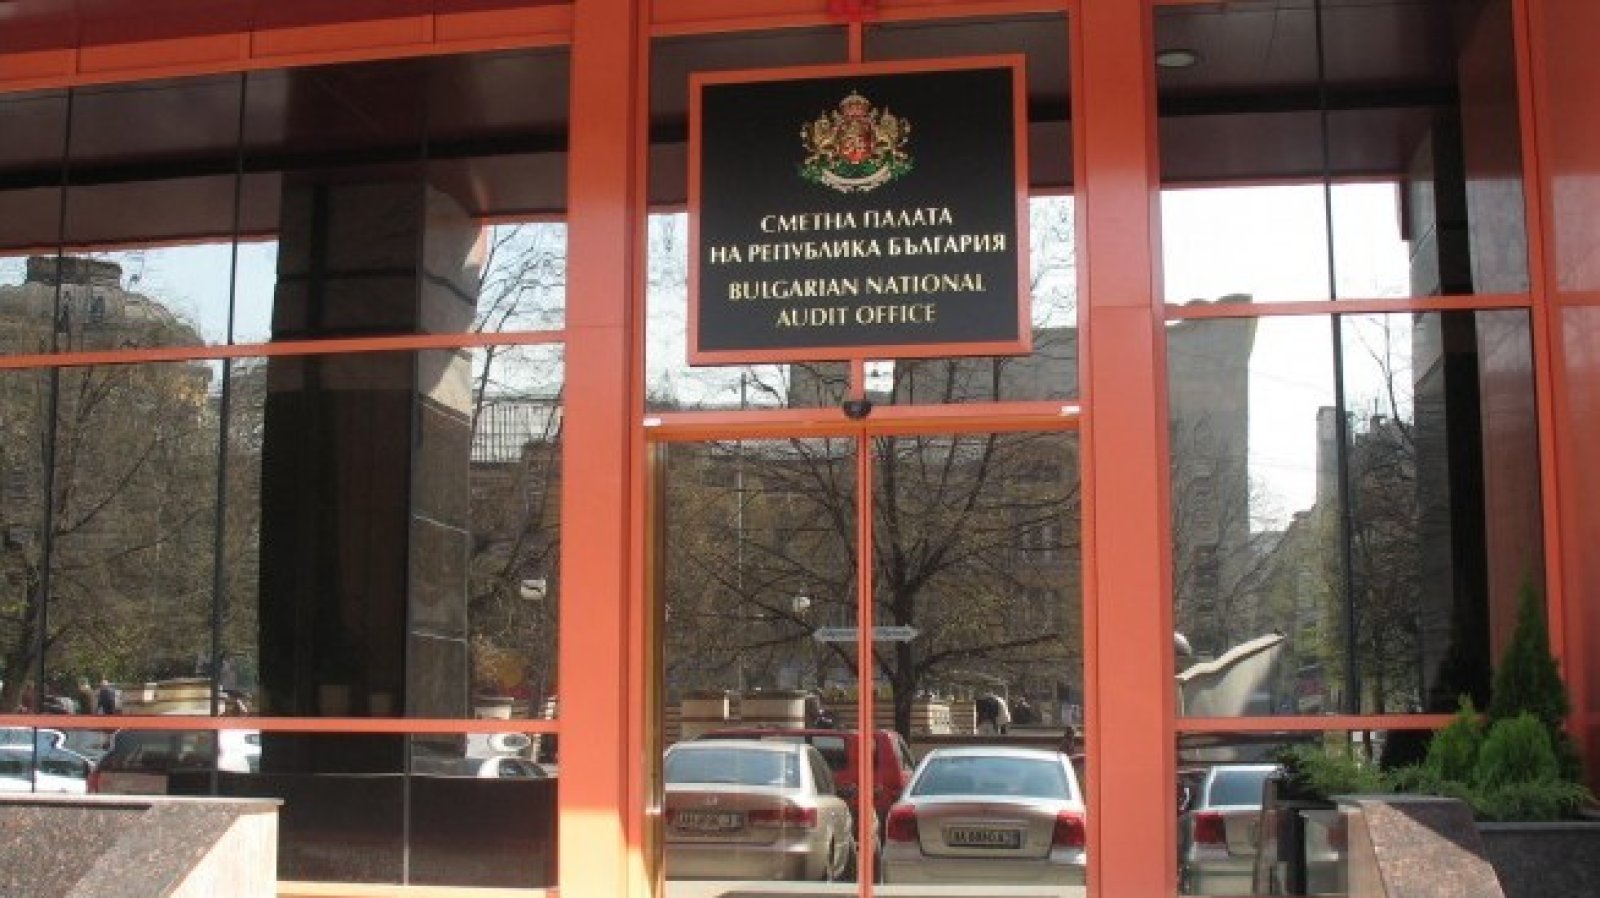 СМЕТНА ПАЛАТА
НА РЕПУБЛИКА БЪЛГАРИЯ
BULGARIAN NATIONAL
AUDIT OFFICE